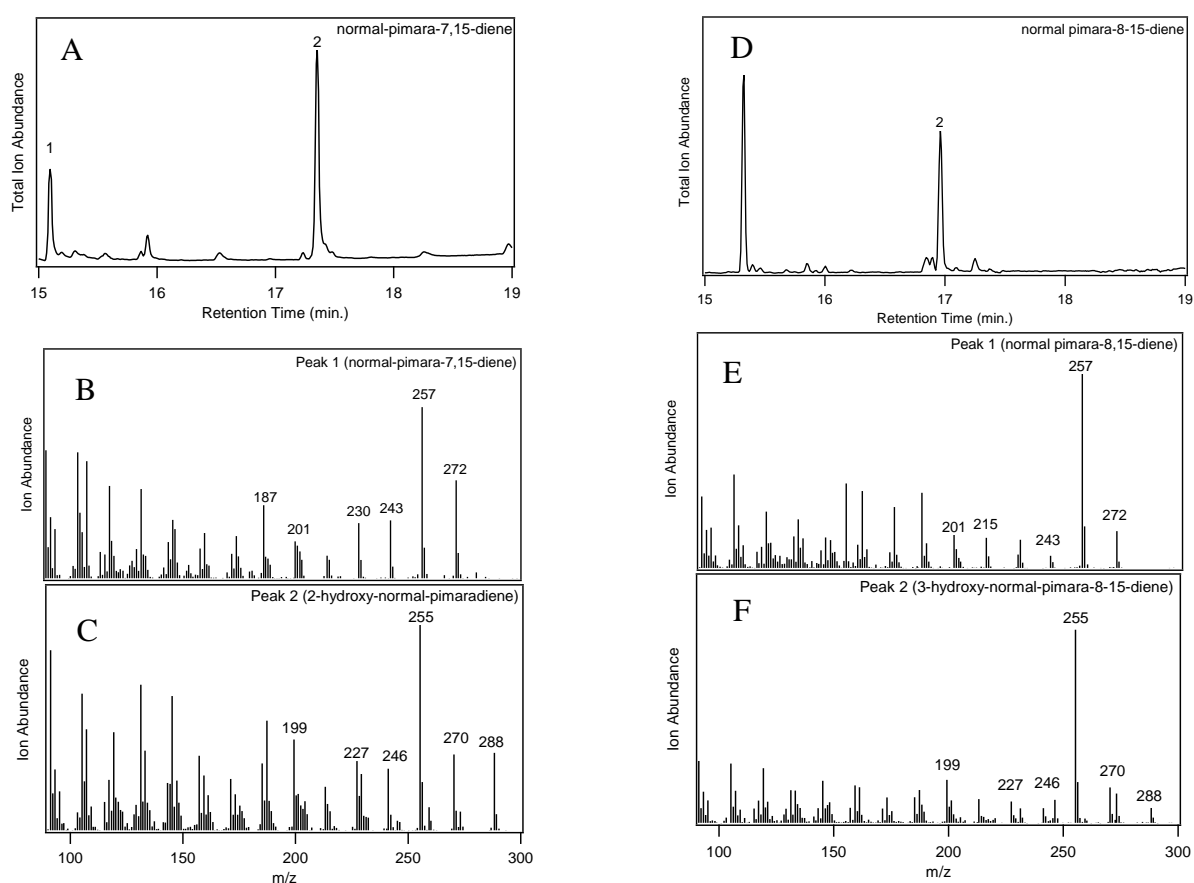 A
normal-pimara-7,15-diene
1
2
Total Ion Abundance
15 16 17 18 19
Retention Time (min.)
D
normal pimara-8-15-diene
2
Total Ion Abundance
15 16 17 18 19
Retention Time (min.)
B
Peak 1 (normal-pimara-7,15-diene)
257
272
187
201
230
243
Ion Abundance
C
Peak 2 (2-hydroxy-normal-pimaradiene)
255
199
227
246
270
288
Ion Abundance
100 150 200 250 300
m/z
E
Peak 1 (normal pimara-8,15-diene)
257
201
215
243
272
Ion Abundance
F
Peak 2 (3-hydroxy-normal-pimara-8-15-diene)
255
199
227
246
270
288
Ion Abundance
100 150 200 250 300
m/z